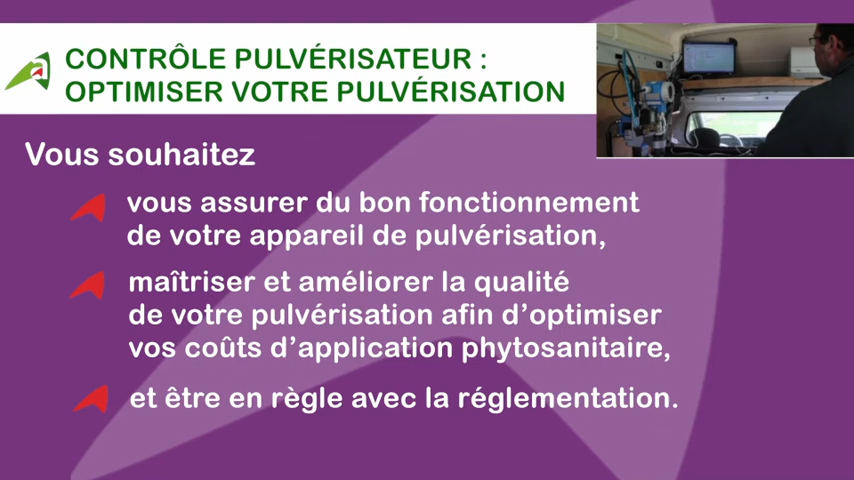 CONTRÔLE PULVÉRISATEUR :
OPTIMISER VOTRE PULVÉRISATION
Vous souhaitez
vous assurer du bon fonctionnement
de votre appareil de pulvérisation,
maîtriser et améliorer la qualité
de votre pulvérisation afin d’optimiser
vos coûts d’application phytosanitaire,
et être en règle avec la réglementation.